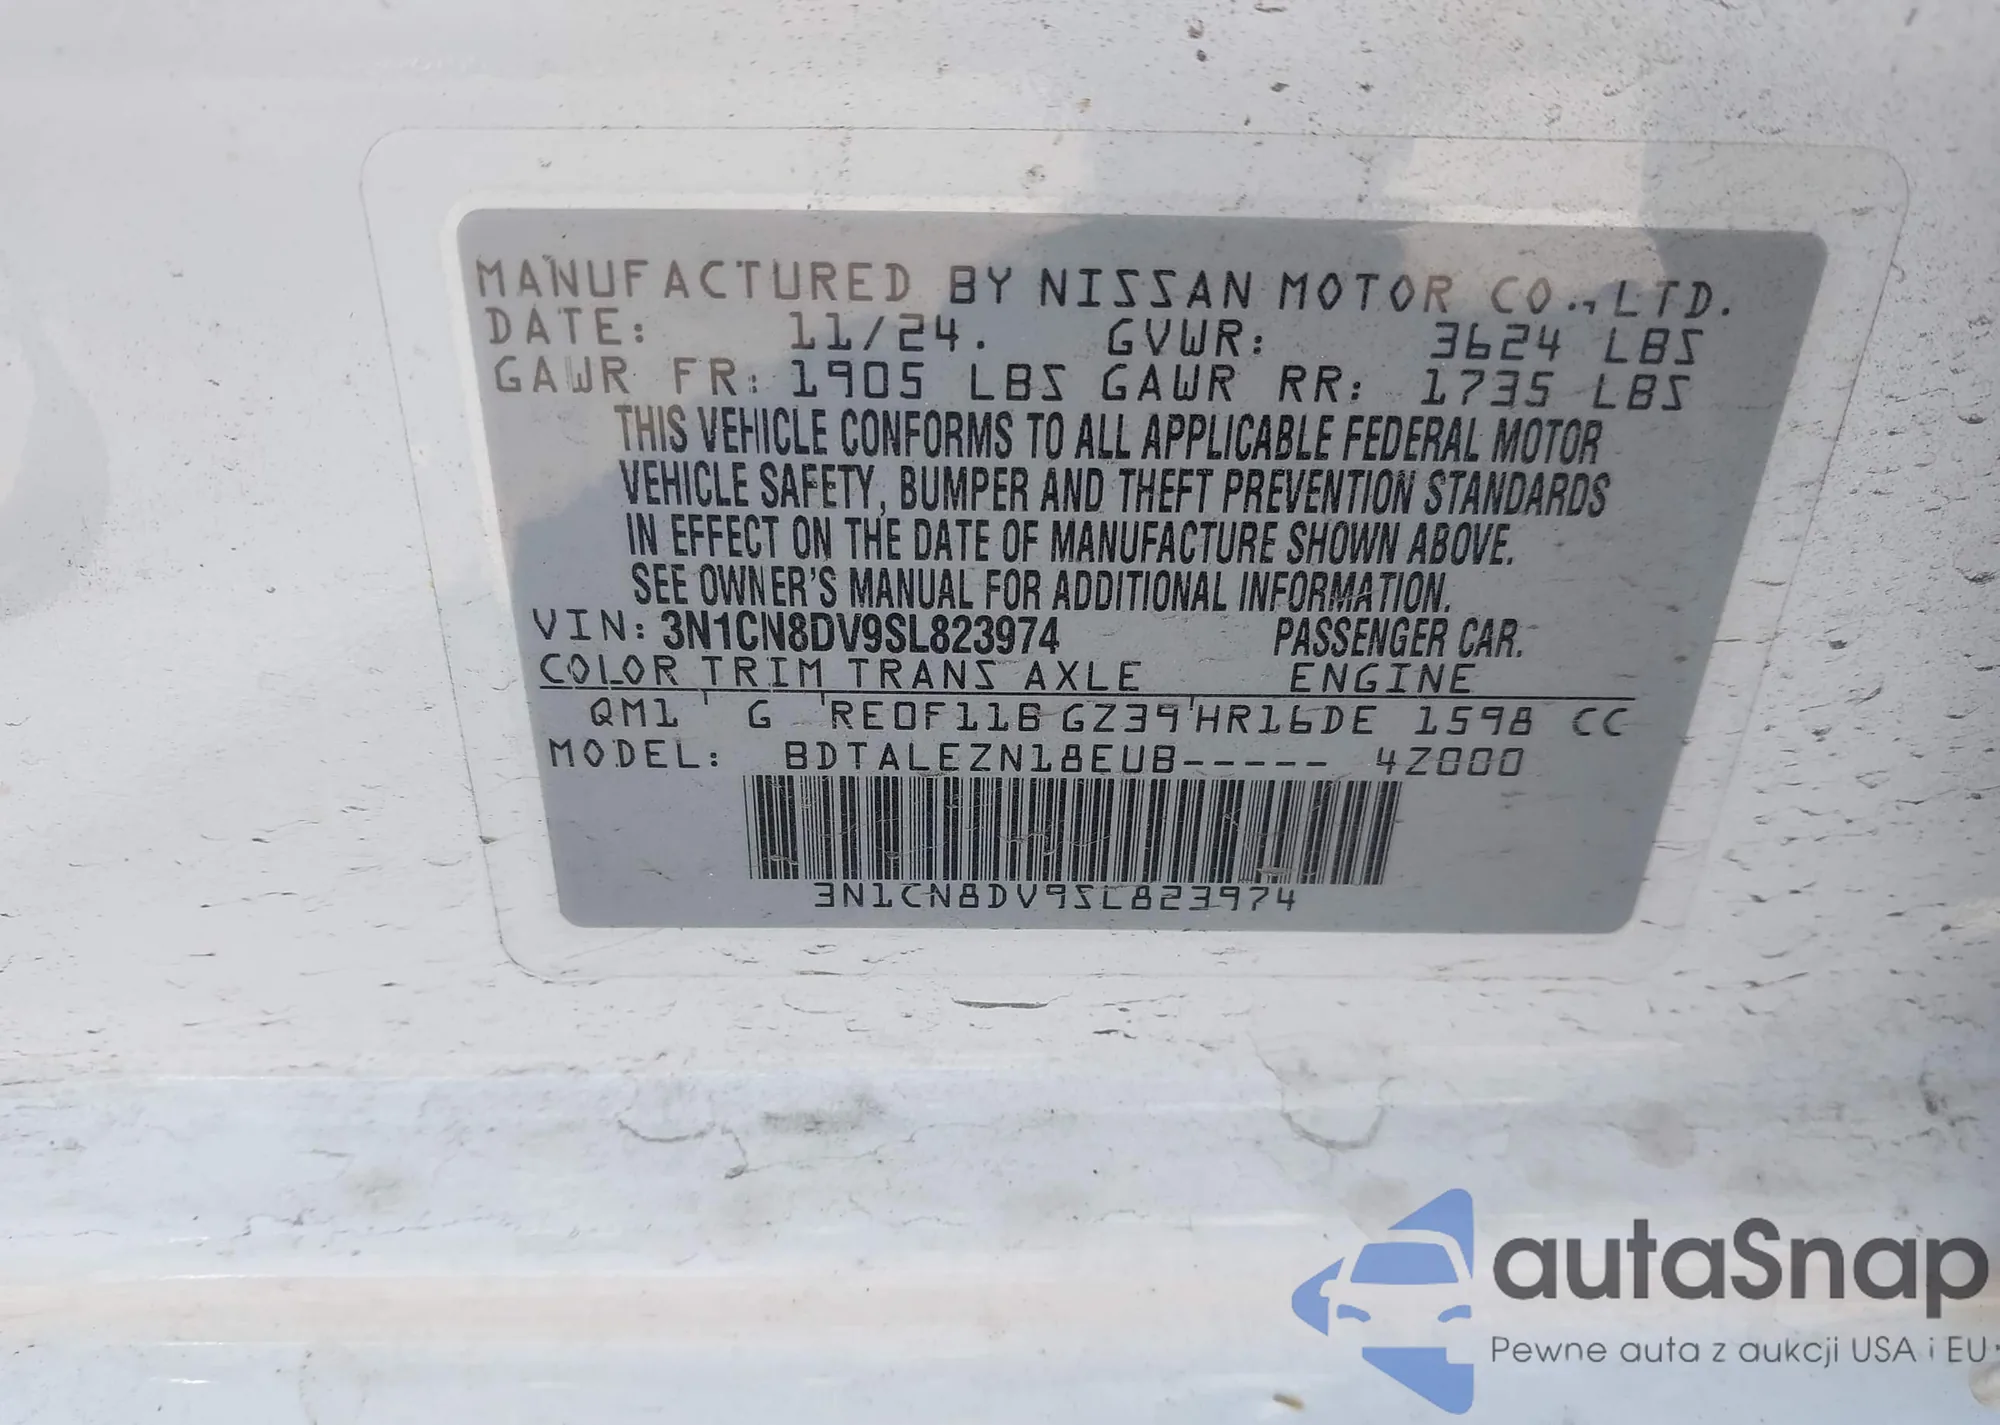 MANUFACTURED BY NISSAN MOTOR CO., LTD.
DATE: 11/24. GVWR: 3624 LBS
GAWR FR: 1905 LBS GAWR RR: 1735 LBS
THIS VEHICLE CONFORMS TO ALL APPLICABLE FEDERAL MOTOR
VEHICLE SAFETY, BUMPER AND THEFT PREVENTION STANDARDS
IN EFFECT ON THE DATE OF MANUFACTURE SHOWN ABOVE.
SEE OWNER'S MANUAL FOR ADDITIONAL INFORMATION.
VIN: 3N1CN8DV9SL823974 PASSENGER CAR.
COLOR TRIM TRANS AXLE ENGINE
QM1 G RE0F11B GZ39 HR16DE 1598 CC
MODEL: BDTALEZN18EUB----- 4Z000
3N1CN8DV9SL823974
autaSnap
Pewne auta z aukcji USA i EU